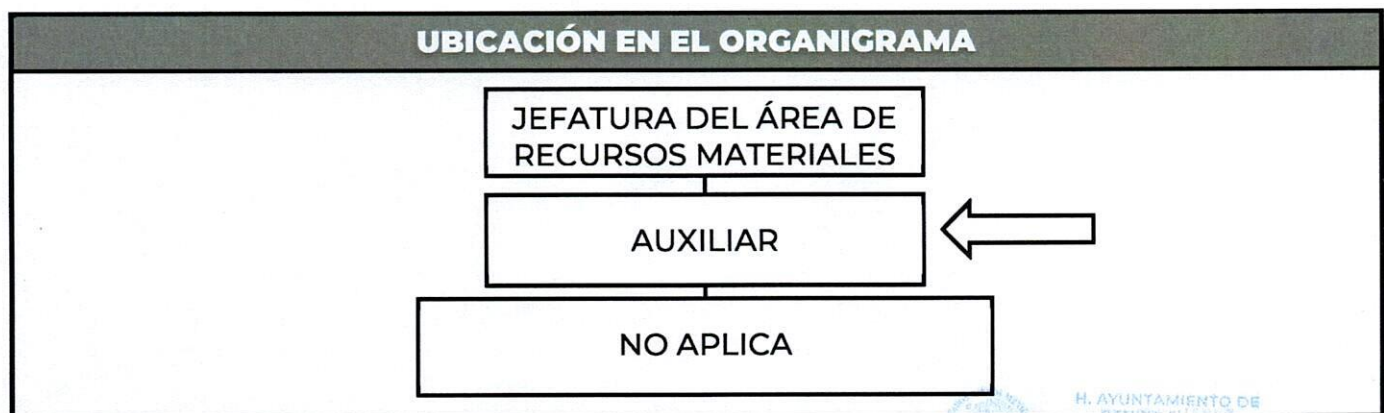 UBICACIÓN EN EL ORGANIGRAMA
JEFATURA DEL ÁREA DE
RECURSOS MATERIALES
AUXILIAR
NO APLICA
H. AYUNTAMIENTO DE